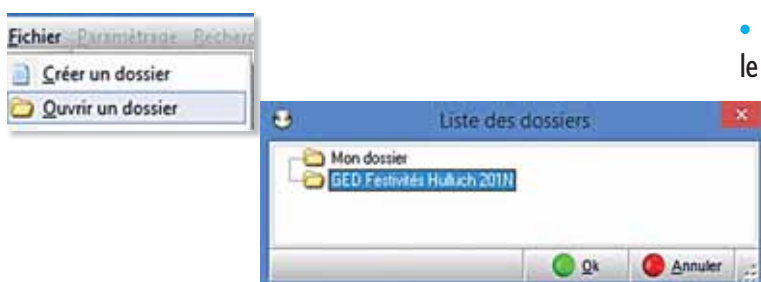 Fichier Paramétrage Recherc
Créer un dossier
Ouvrir un dossier
• le
Liste des dossiers
Mon dossier
GED Festivités Hulluch 201N
Ok Annuler